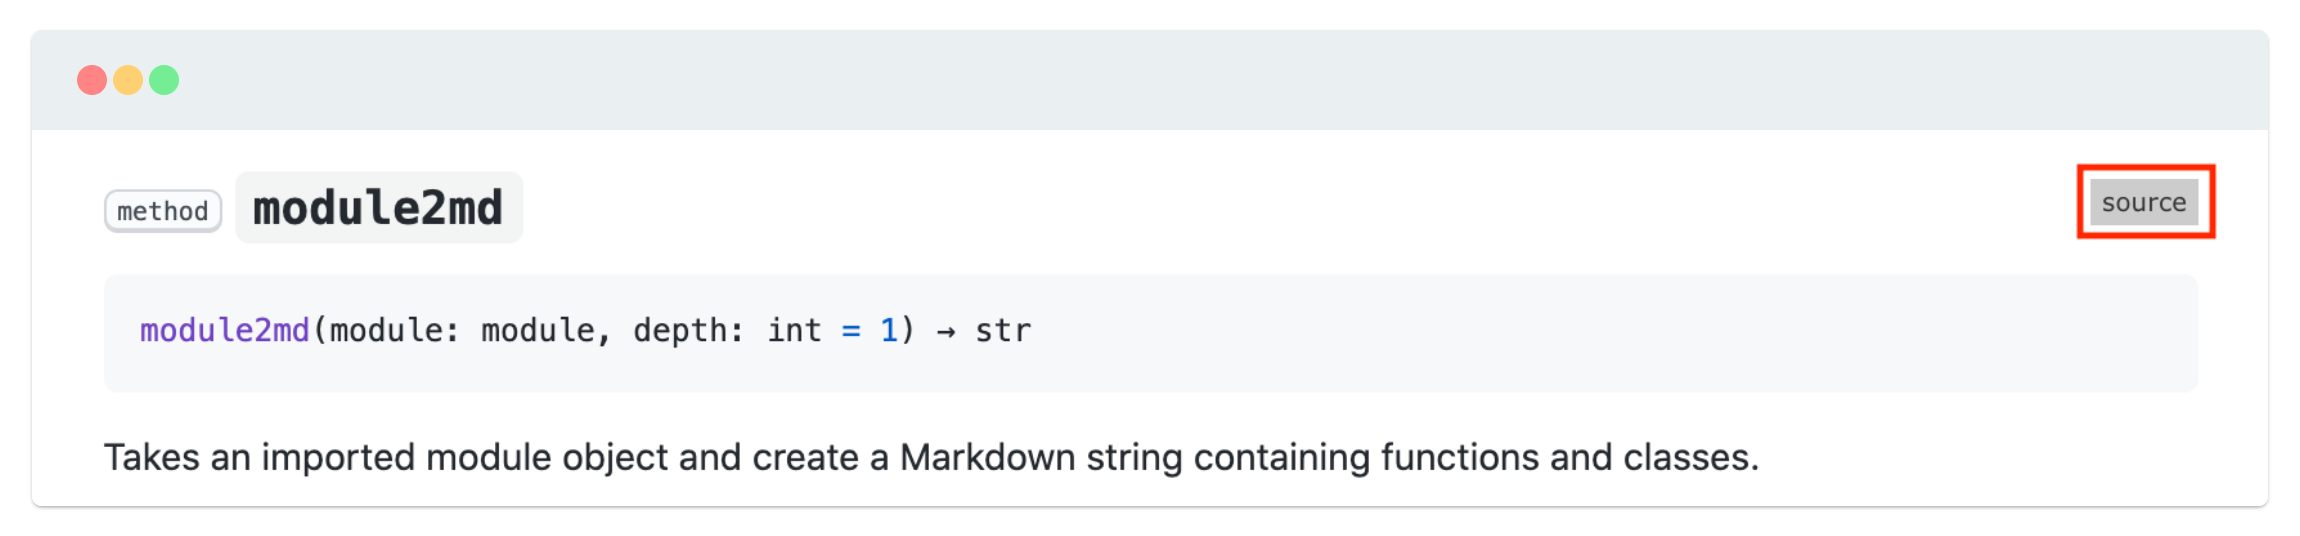 method module2md source
module2md(module: module, depth: int = 1) → str
Takes an imported module object and create a Markdown string containing functions and classes.